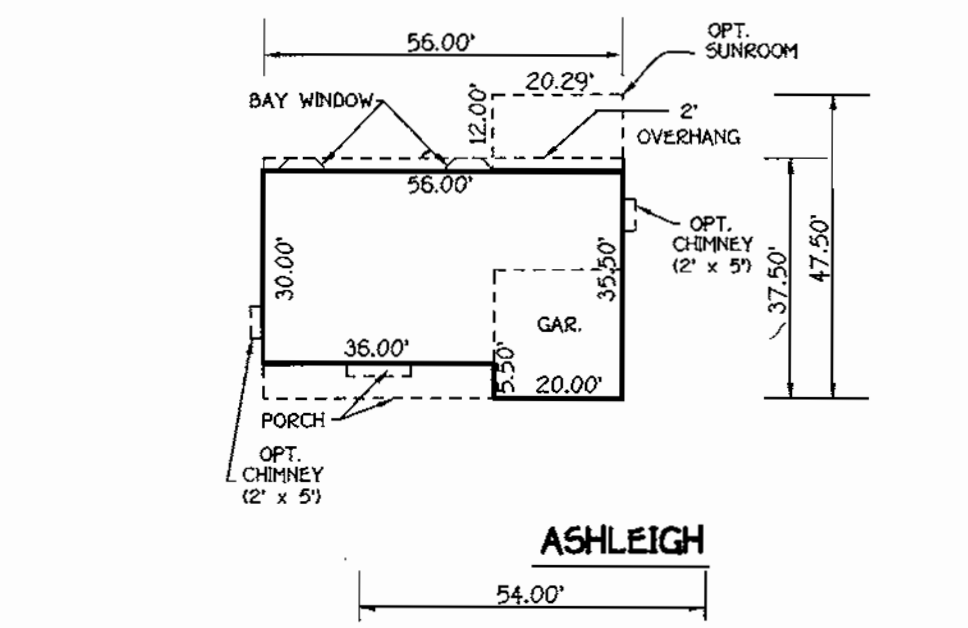 56.00'
OPT.
SUNROOM
20.29'
BAY WINDOW
12.00'
2'
OVERHANG
56.00'
OPT.
CHIMNEY
(2' x 5')
30.00'
35.50'
37.50'
47.50'
GAR.
36.00'
5.50'
20.00'
PORCH
OPT.
CHIMNEY
(2' x 5')
ASHLEIGH
54.00'